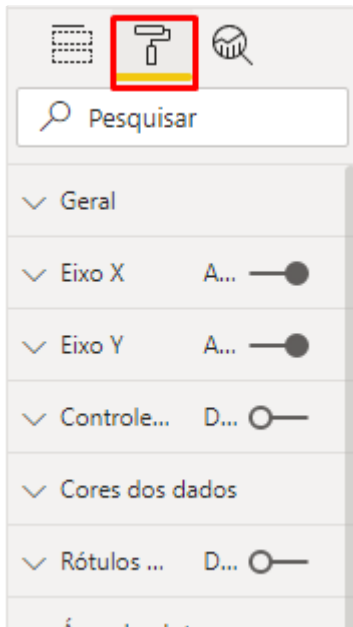 Pesquisar
Geral
Eixo X A...
Eixo Y A...
Controle... D...
Cores dos dados
Rótulos ... D...